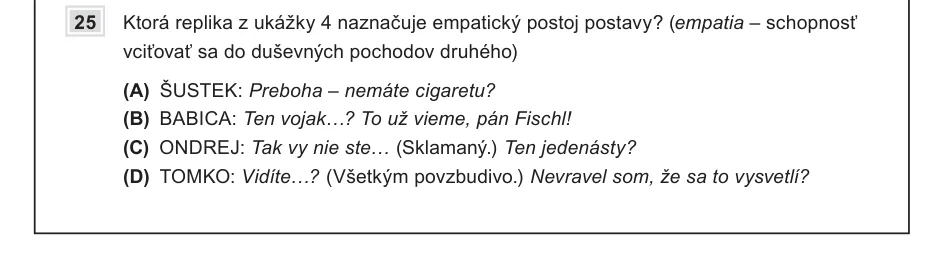 25 Ktorá replika z ukážky 4 naznačuje empatický postoj postavy? (empatia – schopnosť
vciťovať sa do duševných pochodov druhého)
(A) ŠUSTEK: Preboha – nemáte cigaretu?
(B) BABICA: Ten vojak…? To už vieme, pán Fischl!
(C) ONDREJ: Tak vy nie ste… (Sklamaný.) Ten jedenásty?
(D) TOMKO: Vidíte…? (Všetkým povzbudivo.) Nevravel som, že sa to vysvetlí?